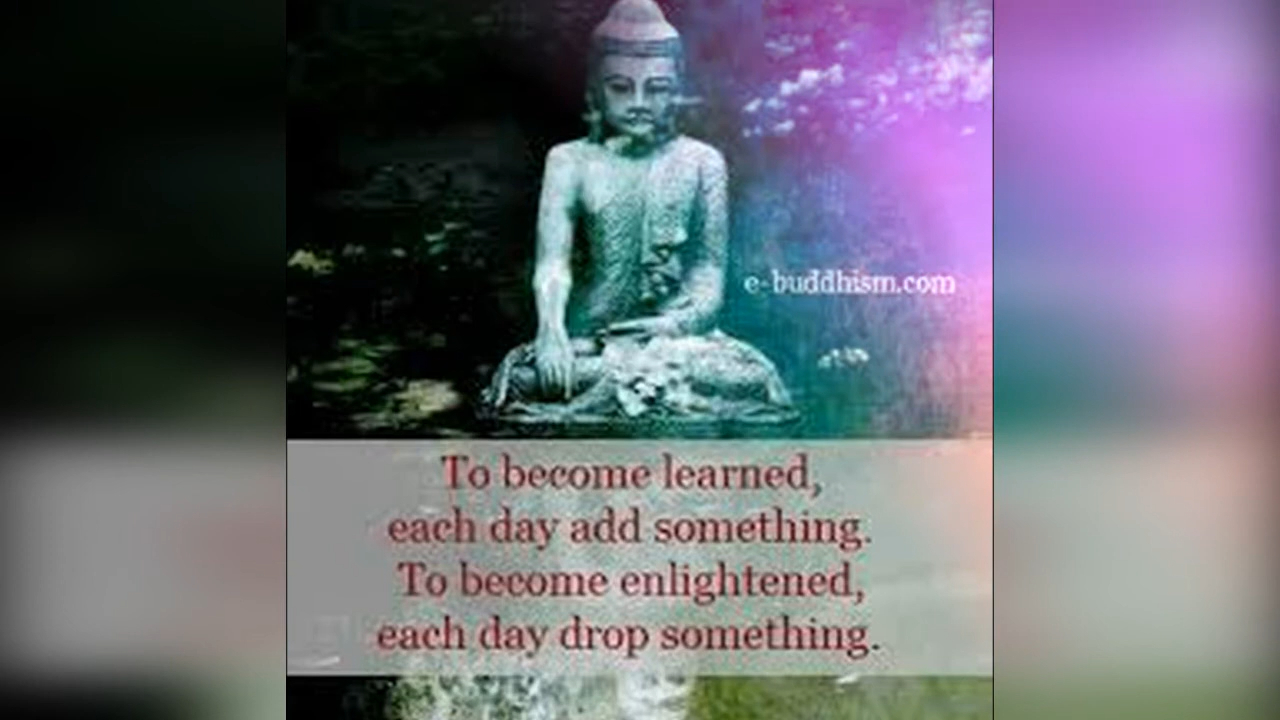 e-buddhism.com
To become learned,
each day add something.
To become enlightened,
each day drop something.